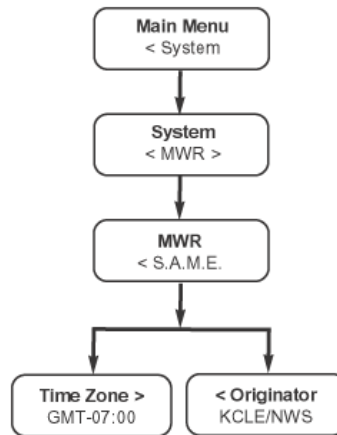 Main Menu
< System
System
< MWR >
MWR
< S.A.M.E.
Time Zone >
GMT-07:00
< Originator
KCLE/NWS